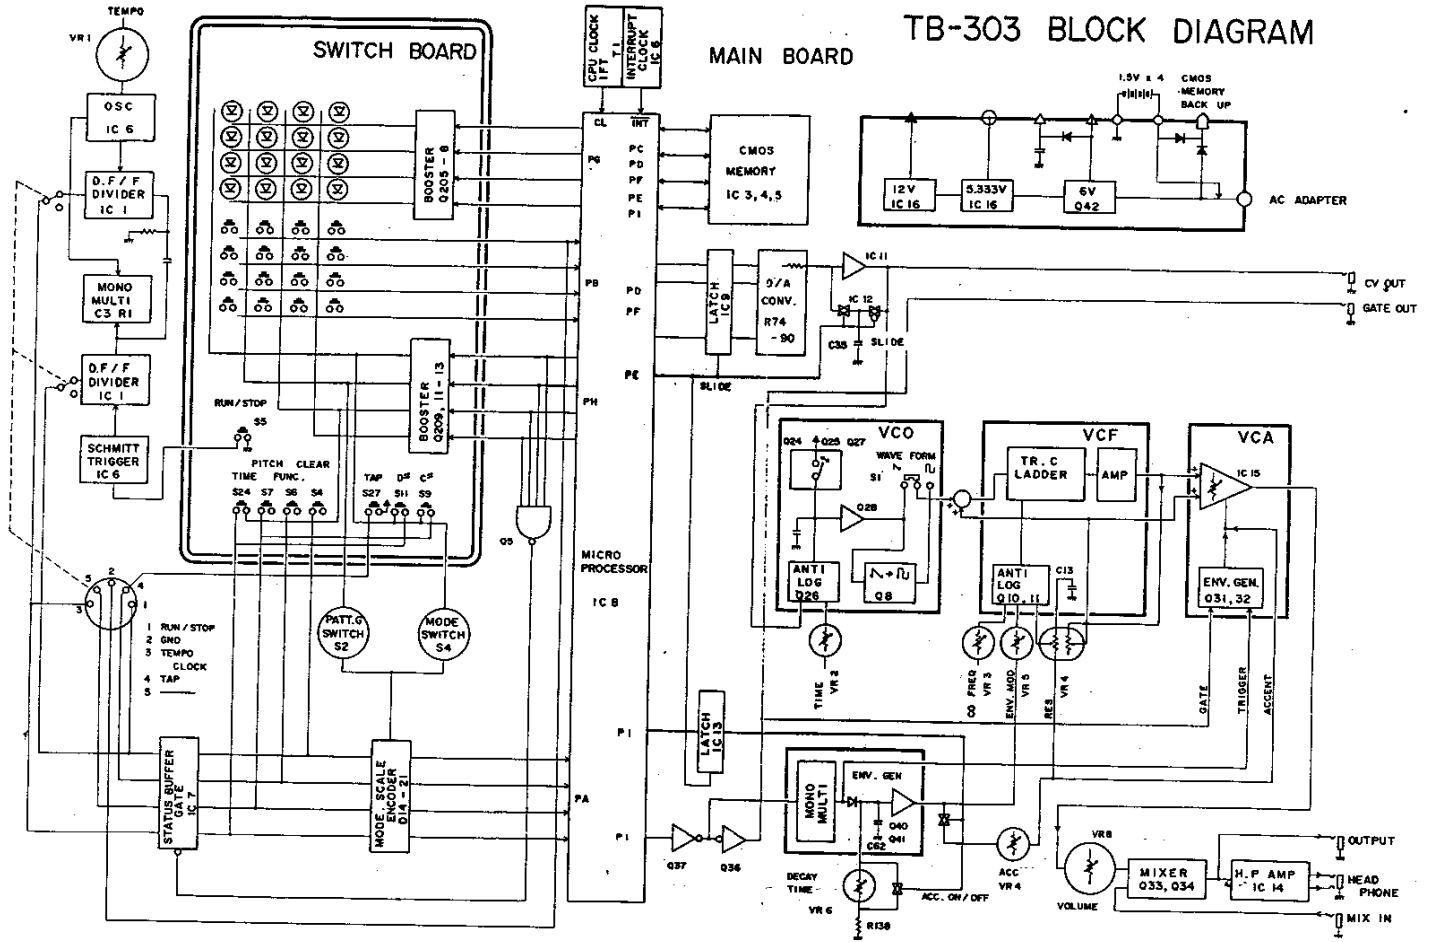 TB-303 BLOCK DIAGRAM
TEMPO
VR1
OSC
IC 6
D.F/F
DIVIDER
IC 1
MONO
MULTI
C3 R1
D.F/F
DIVIDER
IC 1
SCHMITT
TRIGGER
IC 6
SWITCH BOARD
BOOSTER
Q205-8
BOOSTER
Q209, 11-13
RUN/STOP
S5
PITCH CLEAR
TIME FUNC.
S24 S7 S6 S4
TAP D# C#
S27 S11 S9
Q5
PATT.G
SWITCH
S2
MODE
SWITCH
S4
5 2 4
3 1
1 RUN/STOP
2 GND
3 TEMPO
CLOCK
4 TAP
5
STATUS BUFFER
GATE
IC 7
MODE, SCALE
ENCODER
D14-21
CPU CLOCK
IFT T1
INTERRUPT
CLOCK
IC 6
MAIN BOARD
CL INT
PG
PC
PD
PF
PE
PI
PB
PD
PF
PE
PH
MICRO
PROCESSOR
IC 8
PI
PA
PI
CMOS
MEMORY
IC 3, 4, 5
1.5V x 4
CMOS
MEMORY
BACK UP
12V
IC 16
5.333V
IC 16
6V
Q42
AC ADAPTER
LATCH
IC 9
D/A
CONV.
R74
-90
IC 11
IC 12
C35
SLIDE
SLIDE
CV OUT
GATE OUT
VCO
Q24 Q25 Q27
WAVE FORM
S1
Q28
ANTI
LOG
Q26
Q8
TIME
VR 2
VCF
TR. C
LADDER
AMP
ANTI
LOG
Q10, 11
C13
CO FREQ
VR 3
ENV. MOD
VR 5
RES
VR 4
VCA
IC 15
ENV. GEN.
Q31, 32
GATE
TRIGGER
ACCENT
LATCH
IC 13
MONO
MULTI
ENV. GEN
C62
Q40
Q41
Q37
Q36
DECAY
TIME
VR 6
R138
ACC. ON/OFF
ACC
VR 4
VR8
VOLUME
MIXER
Q33, Q34
H.P AMP
IC 14
OUTPUT
HEAD
PHONE
MIX IN